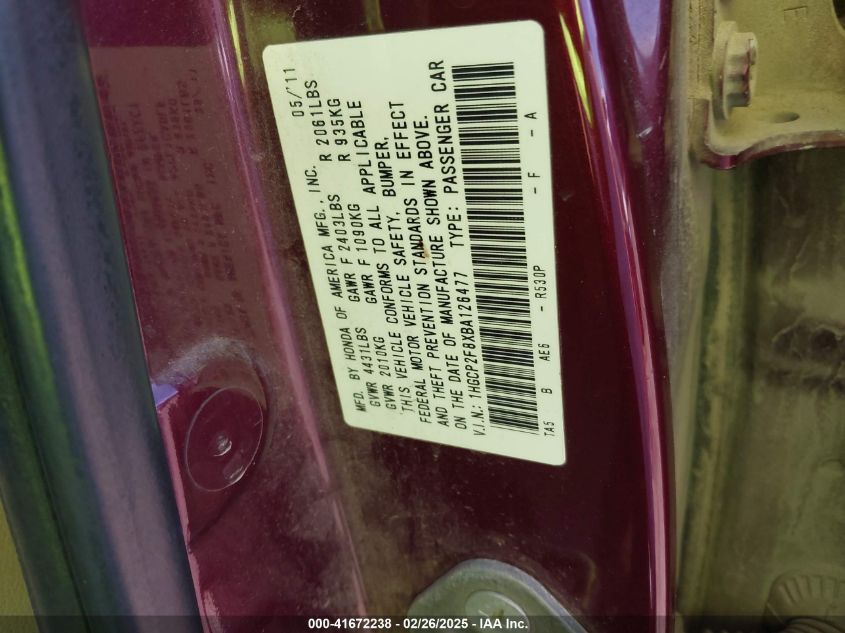 MFD. BY HONDA OF AMERICA MFG., INC. 05/'11
GVWR 4431LBS GAWR F 2403LBS R 2061LBS
GVWR 2010KG GAWR F 1090KG R 935KG
THIS VEHICLE CONFORMS TO ALL APPLICABLE
FEDERAL MOTOR VEHICLE SAFETY, BUMPER,
AND THEFT PREVENTION STANDARDS IN EFFECT
ON THE DATE OF MANUFACTURE SHOWN ABOVE.
V.I.N.: 1HGCP2F8XBA126477 TYPE: PASSENGER CAR
TA5 B AE6 - R530P - F - A
000-41672238 - 02/26/2025 - IAA Inc.